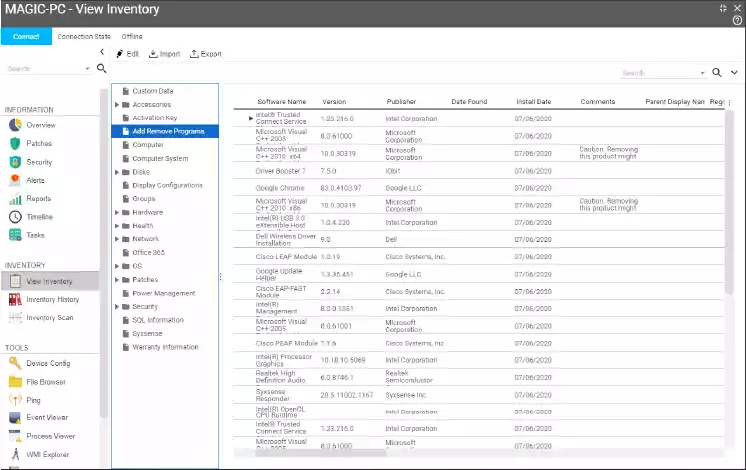 MAGIC-PC - View Inventory
Connect Connection State Offline
Edit Import Export
Search
Search
INFORMATION
Overview
Patches
Security
Alerts
Reports
Timeline
Tasks
INVENTORY
View Inventory
Inventory History
Inventory Scan
TOOLS
Device Config
File Browser
Ping
Event Viewer
Process Viewer
WMI Explorer
Custom Data
Accessories
Activation Key
Add Remove Programs
Computer
Computer System
Disks
Display Configurations
Groups
Hardware
Health
Network
Office 365
OS
Patches
Power Management
Security
SQL Information
Syxsense
Warranty Information
Software Name Version Publisher Date Found Install Date Comments Parent Display Nam Regi
Intel® Trusted
Connect Service 1.23.216.0 Intel Corporation 07/06/2020
Microsoft Visual
C++ 2005 8.0.61000 Microsoft
Corporation 07/06/2020
Microsoft Visual
C++ 2010 x64 10.0.30319 Microsoft
Corporation 07/06/2020 Caution. Removing
this product might
Driver Booster 7 7.5.0 IObit 07/06/2020
Google Chrome 83.0.4103.97 Google LLC 07/06/2020
Microsoft Visual
C++ 2010 x86 10.0.30319 Microsoft
Corporation 07/06/2020 Caution. Removing
this product might
Intel(R) USB 3.0
eXtensible Host 1.0.4.220 Intel Corporation 07/06/2020
Dell Wireless Driver
Installation 9.0 Dell 07/06/2020
Cisco LEAP Module 1.0.19 Cisco Systems, Inc. 07/06/2020
Google Update
Helper 1.3.35.451 Google LLC 07/06/2020
Cisco EAP-FAST
Module 2.2.14 Cisco Systems, Inc. 07/06/2020
Intel(R)
Management 8.0.0.1351 Intel Corporation 07/06/2020
Microsoft Visual
C++ 2005 8.0.61001 Microsoft
Corporation 07/06/2020
Cisco PEAP Module 1.1.6 Cisco Systems, Inc. 07/06/2020
Intel(R) Processor
Graphics 10.18.10.5069 Intel Corporation 07/06/2020
Realtek High
Definition Audio 6.0.8746.1 Realtek
Semiconductor 07/06/2020
Syxsense
Responder 20.5.11002.1167 Syxsense Inc. 07/06/2020
Intel(R) OpenCL
CPU Runtime Intel Corporation 07/06/2020
Intel® Trusted
Connect Service 1.23.216.0 Intel Corporation 07/06/2020
Microsoft Visual
C++ 2005 8.0.61000 Microsoft
Corporation 07/06/2020